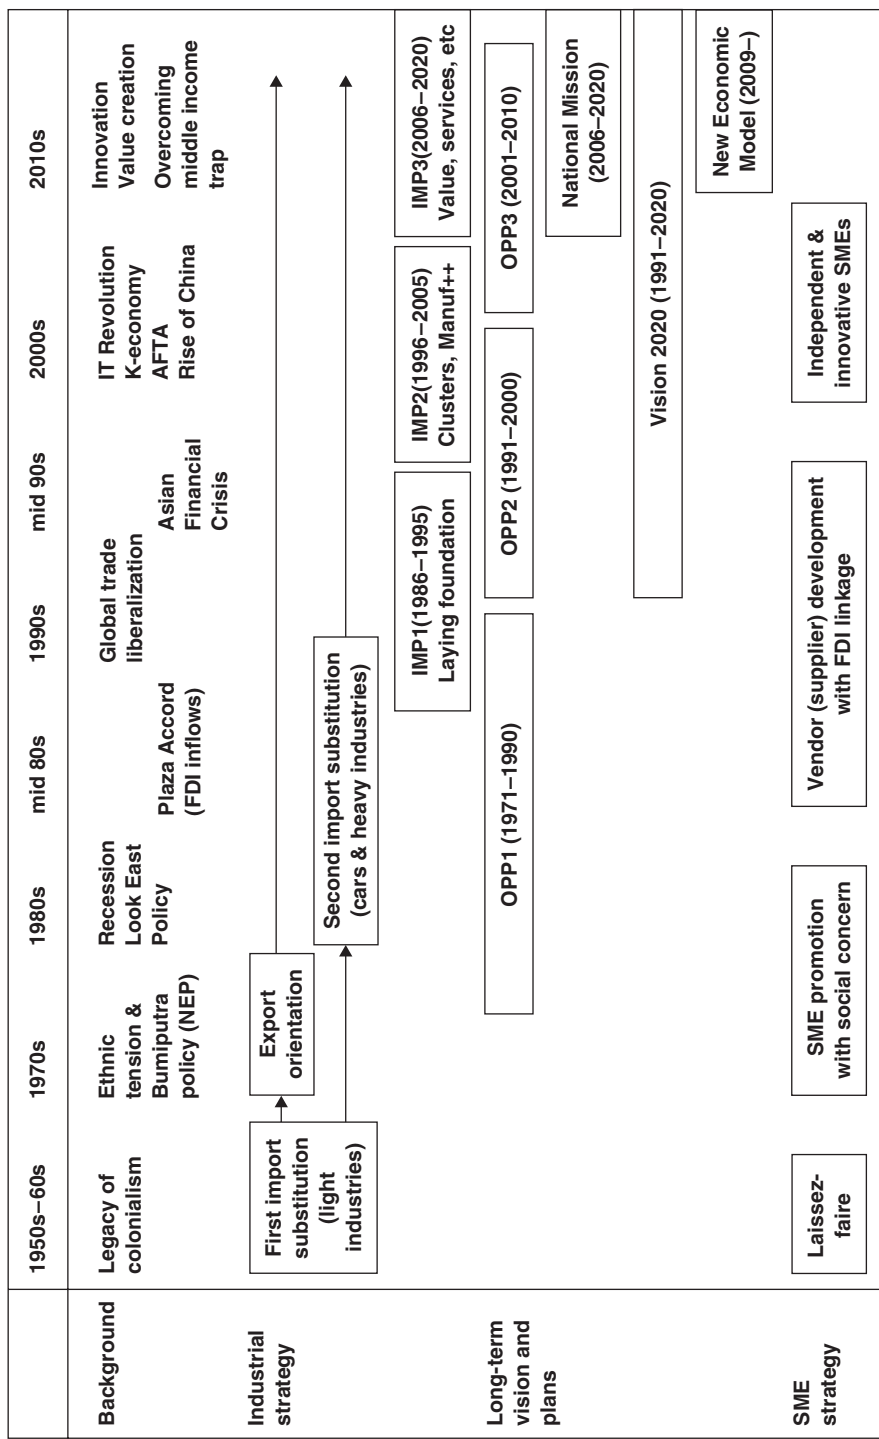 1950s–60s
1970s
1980s
mid 80s
1990s
mid 90s
2000s
2010s
Background
Legacy of
colonialism
Ethnic
tension &
Bumiputra
policy (NEP)
Recession
Look East
Policy
Plaza Accord
(FDI inflows)
Global trade
liberalization
Asian
Financial
Crisis
IT Revolution
K-economy
AFTA
Rise of China
Innovation
Value creation
Overcoming
middle income
trap
Industrial
strategy
First import
substitution
(light
industries)
Export
orientation
Second import substitution
(cars & heavy industries)
Long-term
vision and
plans
IMP1(1986–1995)
Laying foundation
IMP2(1996–2005)
Clusters, Manuf++
IMP3(2006–2020)
Value, services, etc
OPP1 (1971–1990)
OPP2 (1991–2000)
OPP3 (2001–2010)
National Mission
(2006–2020)
Vision 2020 (1991–2020)
New Economic
Model (2009–)
SME
strategy
Laissez-
faire
SME promotion
with social concern
Vendor (supplier) development
with FDI linkage
Independent &
innovative SMEs